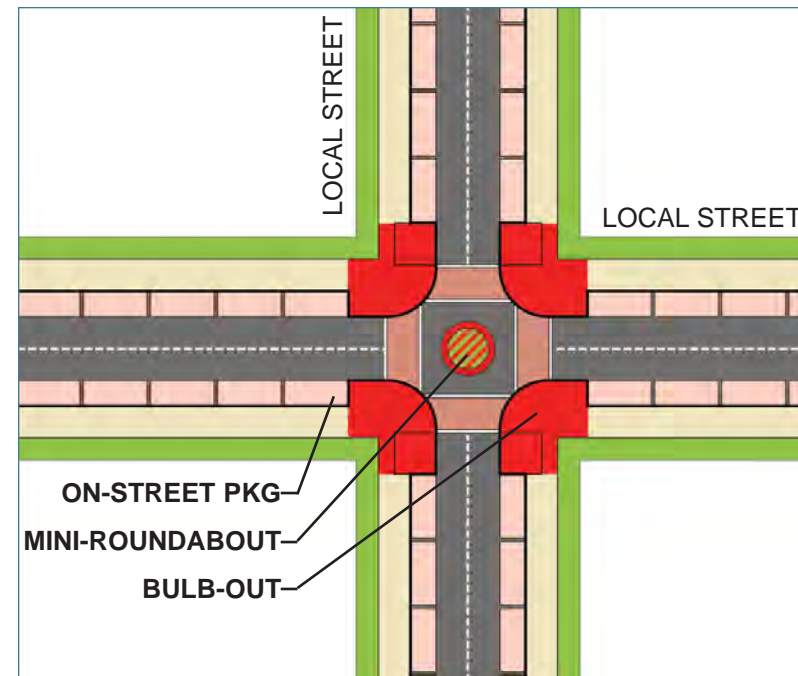 LOCAL STREET
LOCAL STREET
ON-STREET PKG
MINI-ROUNDABOUT
BULB-OUT